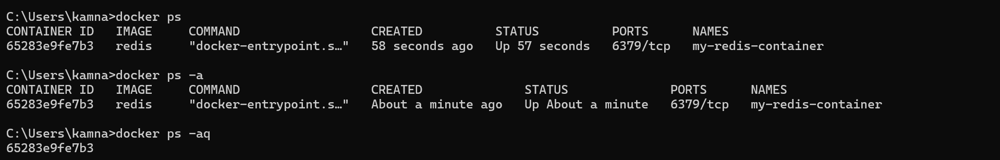 C:\Users\kamna>docker ps
CONTAINER ID   IMAGE     COMMAND                  CREATED          STATUS          PORTS      NAMES
65283e9fe7b3   redis     "docker-entrypoint.s…"   58 seconds ago   Up 57 seconds   6379/tcp   my-redis-container
C:\Users\kamna>docker ps -a
CONTAINER ID   IMAGE     COMMAND                  CREATED              STATUS              PORTS      NAMES
65283e9fe7b3   redis     "docker-entrypoint.s…"   About a minute ago   Up About a minute   6379/tcp   my-redis-container
C:\Users\kamna>docker ps -aq
65283e9fe7b3